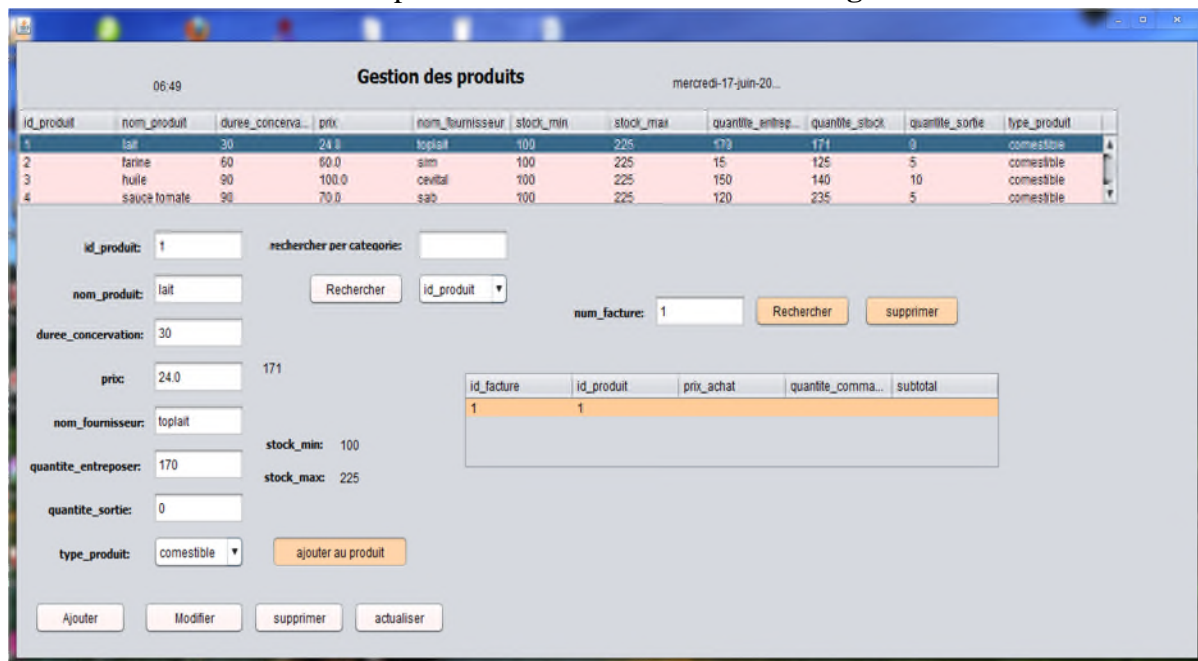 06:49 Gestion des produits mercredi-17-juin-20...
id_produit nom_produit duree_concerva... prix nom_fournisseur stock_min stock_max quantite_entrep... quantite_stock quantite_sortie type_produit
1 lait 30 24.0 toplait 100 225 170 171 0 comestible
2 farine 60 60.0 sim 100 225 15 125 5 comestible
3 huile 90 100.0 cevital 100 225 150 140 10 comestible
4 sauce tomate 90 70.0 sab 100 225 120 235 5 comestible
id_produit: 1 rechercher per categorie:
nom_produit: lait Rechercher id_produit
num_facture: 1 Rechercher supprimer
duree_concervation: 30
prix: 24.0 171
id_facture id_produit prix_achat quantite_comma... subtotal
1 1
nom_fournisseur: toplait
stock_min: 100
quantite_entreposer: 170
stock_max: 225
quantite_sortie: 0
type_produit: comestible ajouter au produit
Ajouter Modifier supprimer actualiser